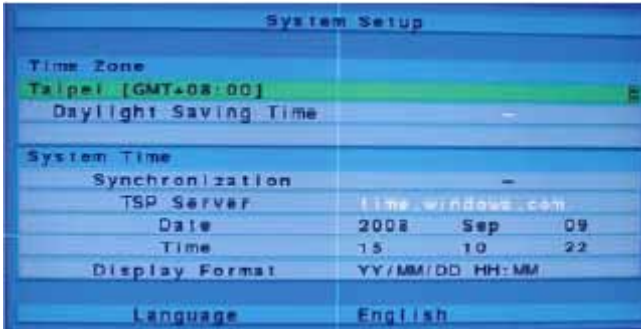 System Setup
Time Zone
Taipei [GMT+08:00]
Daylight Saving Time –
System Time
Synchronization –
TSP Server time.windows.com
Date 2008 Sep 09
Time 15 10 22
Display Format YY/MM/DD HH:MM
Language English